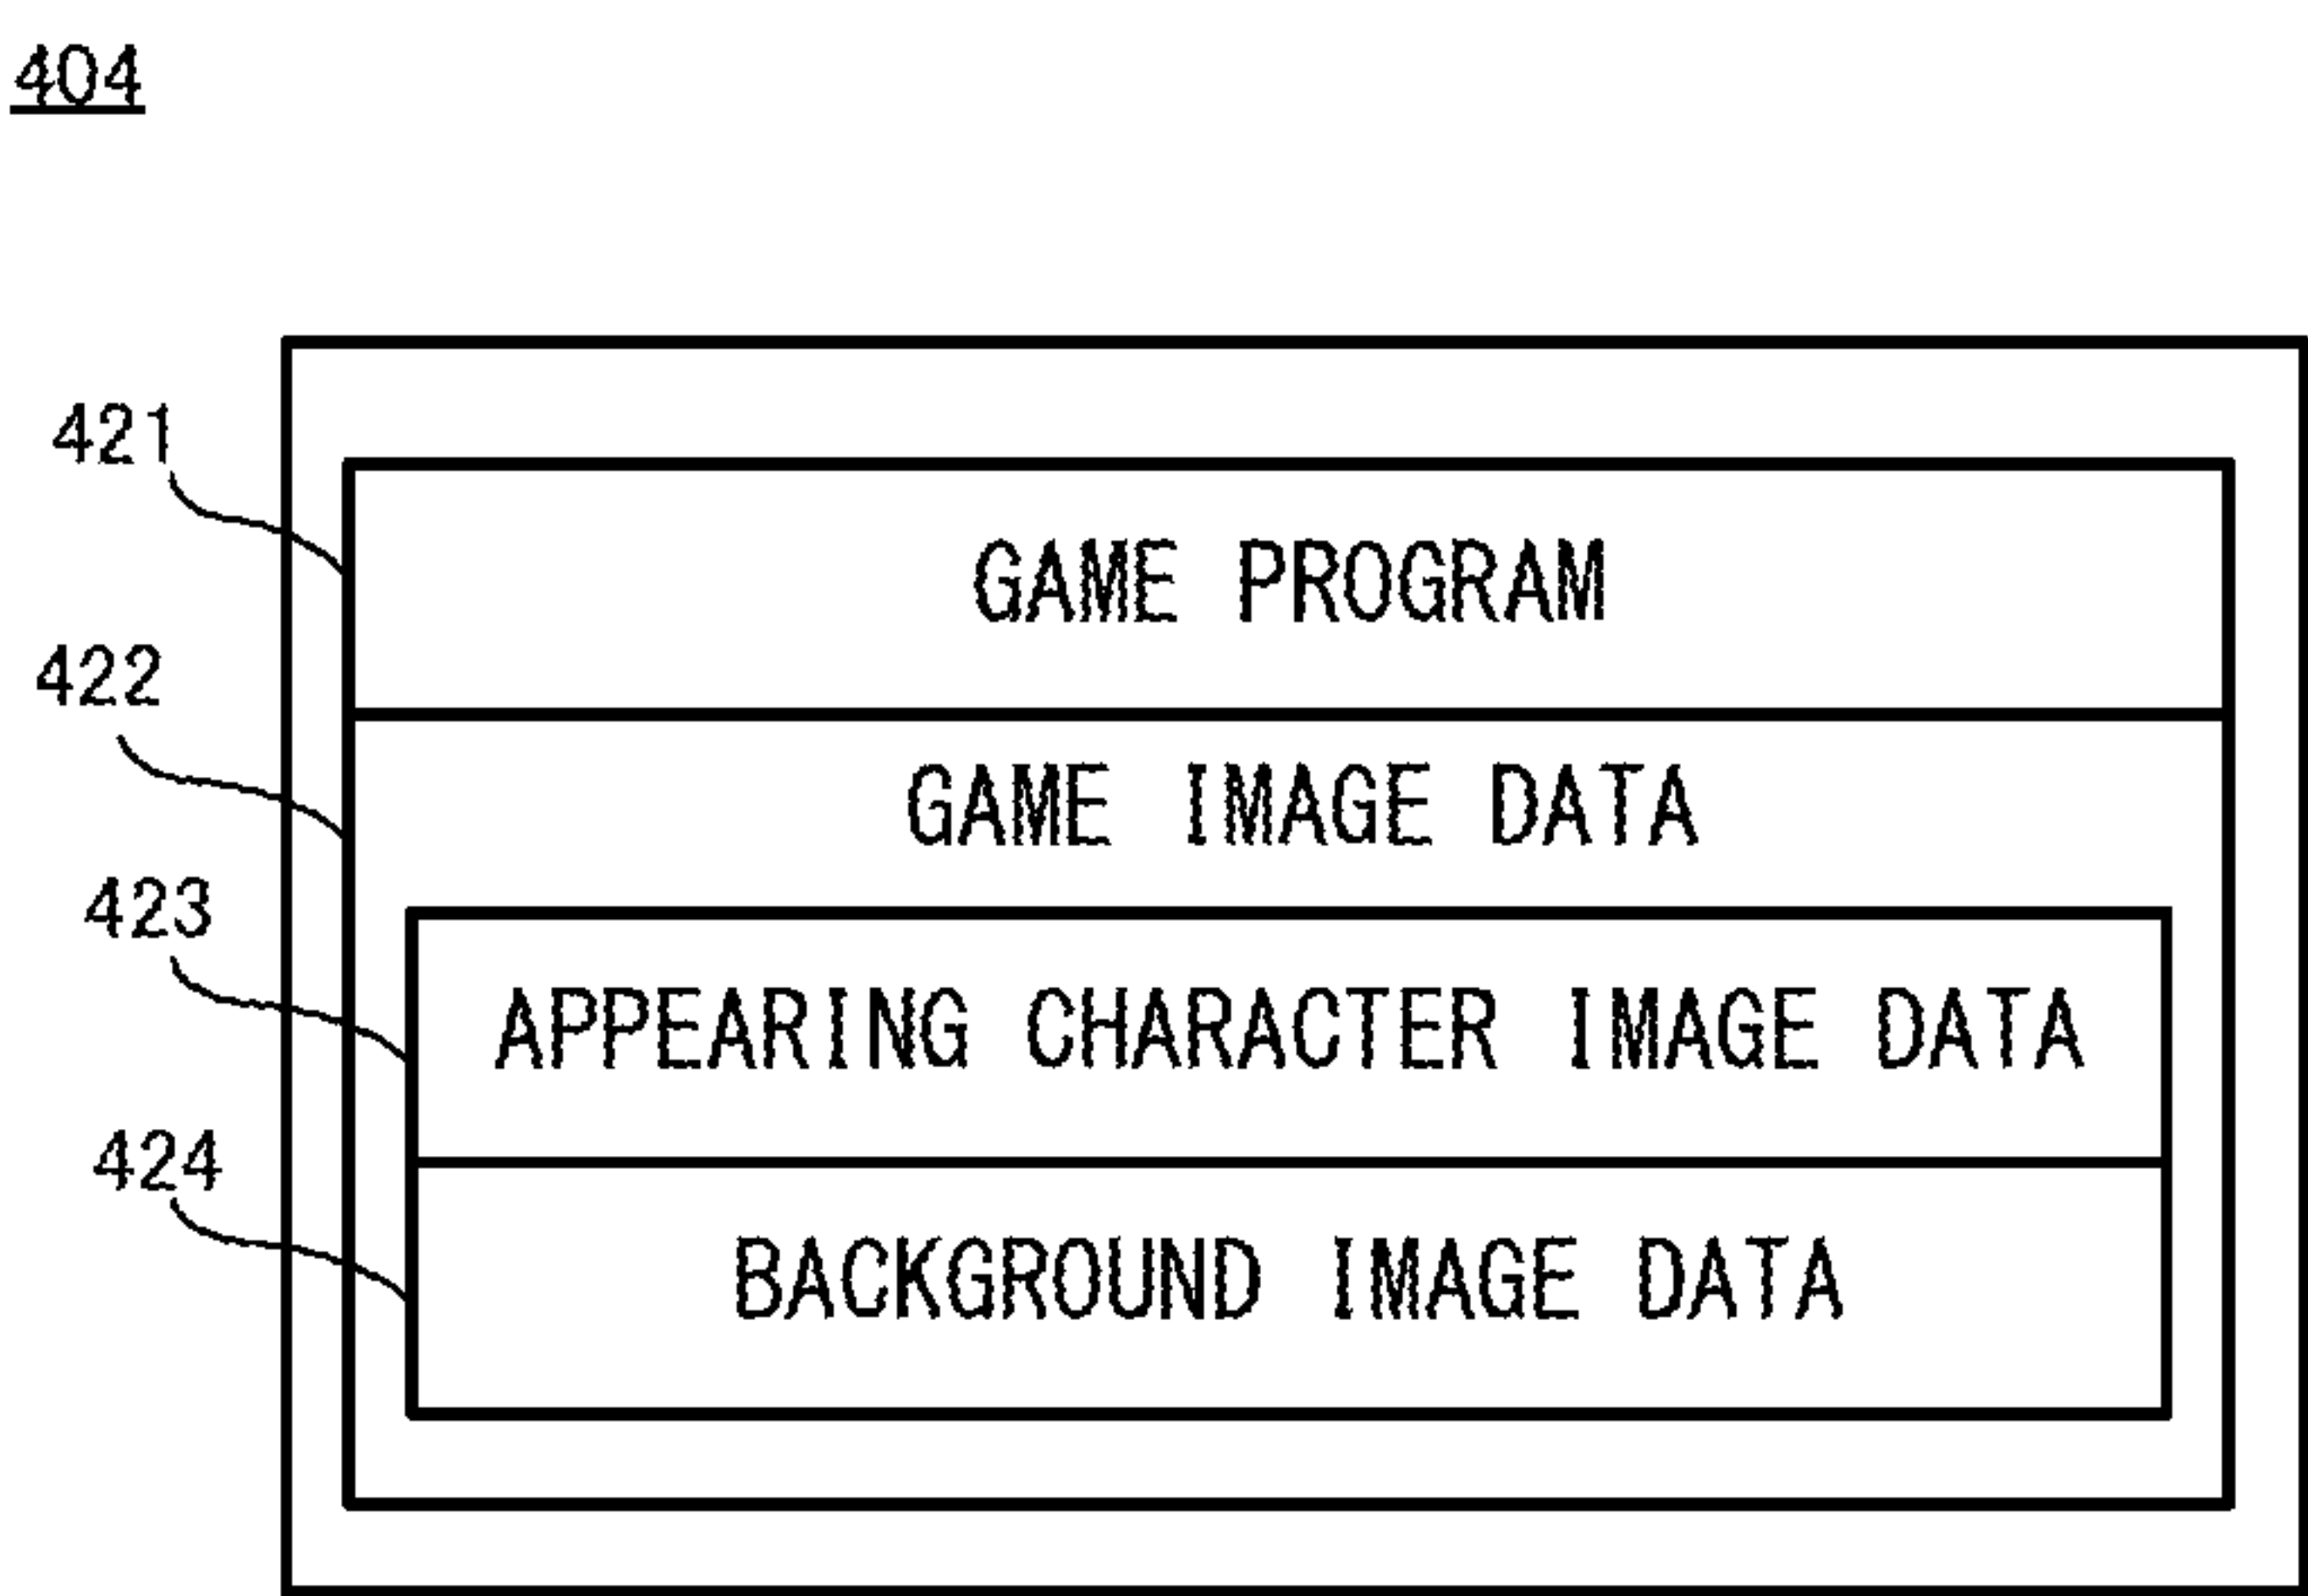 404
421
GAME PROGRAM
422
GAME IMAGE DATA
423
APPEARING CHARACTER IMAGE DATA
424
BACKGROUND IMAGE DATA